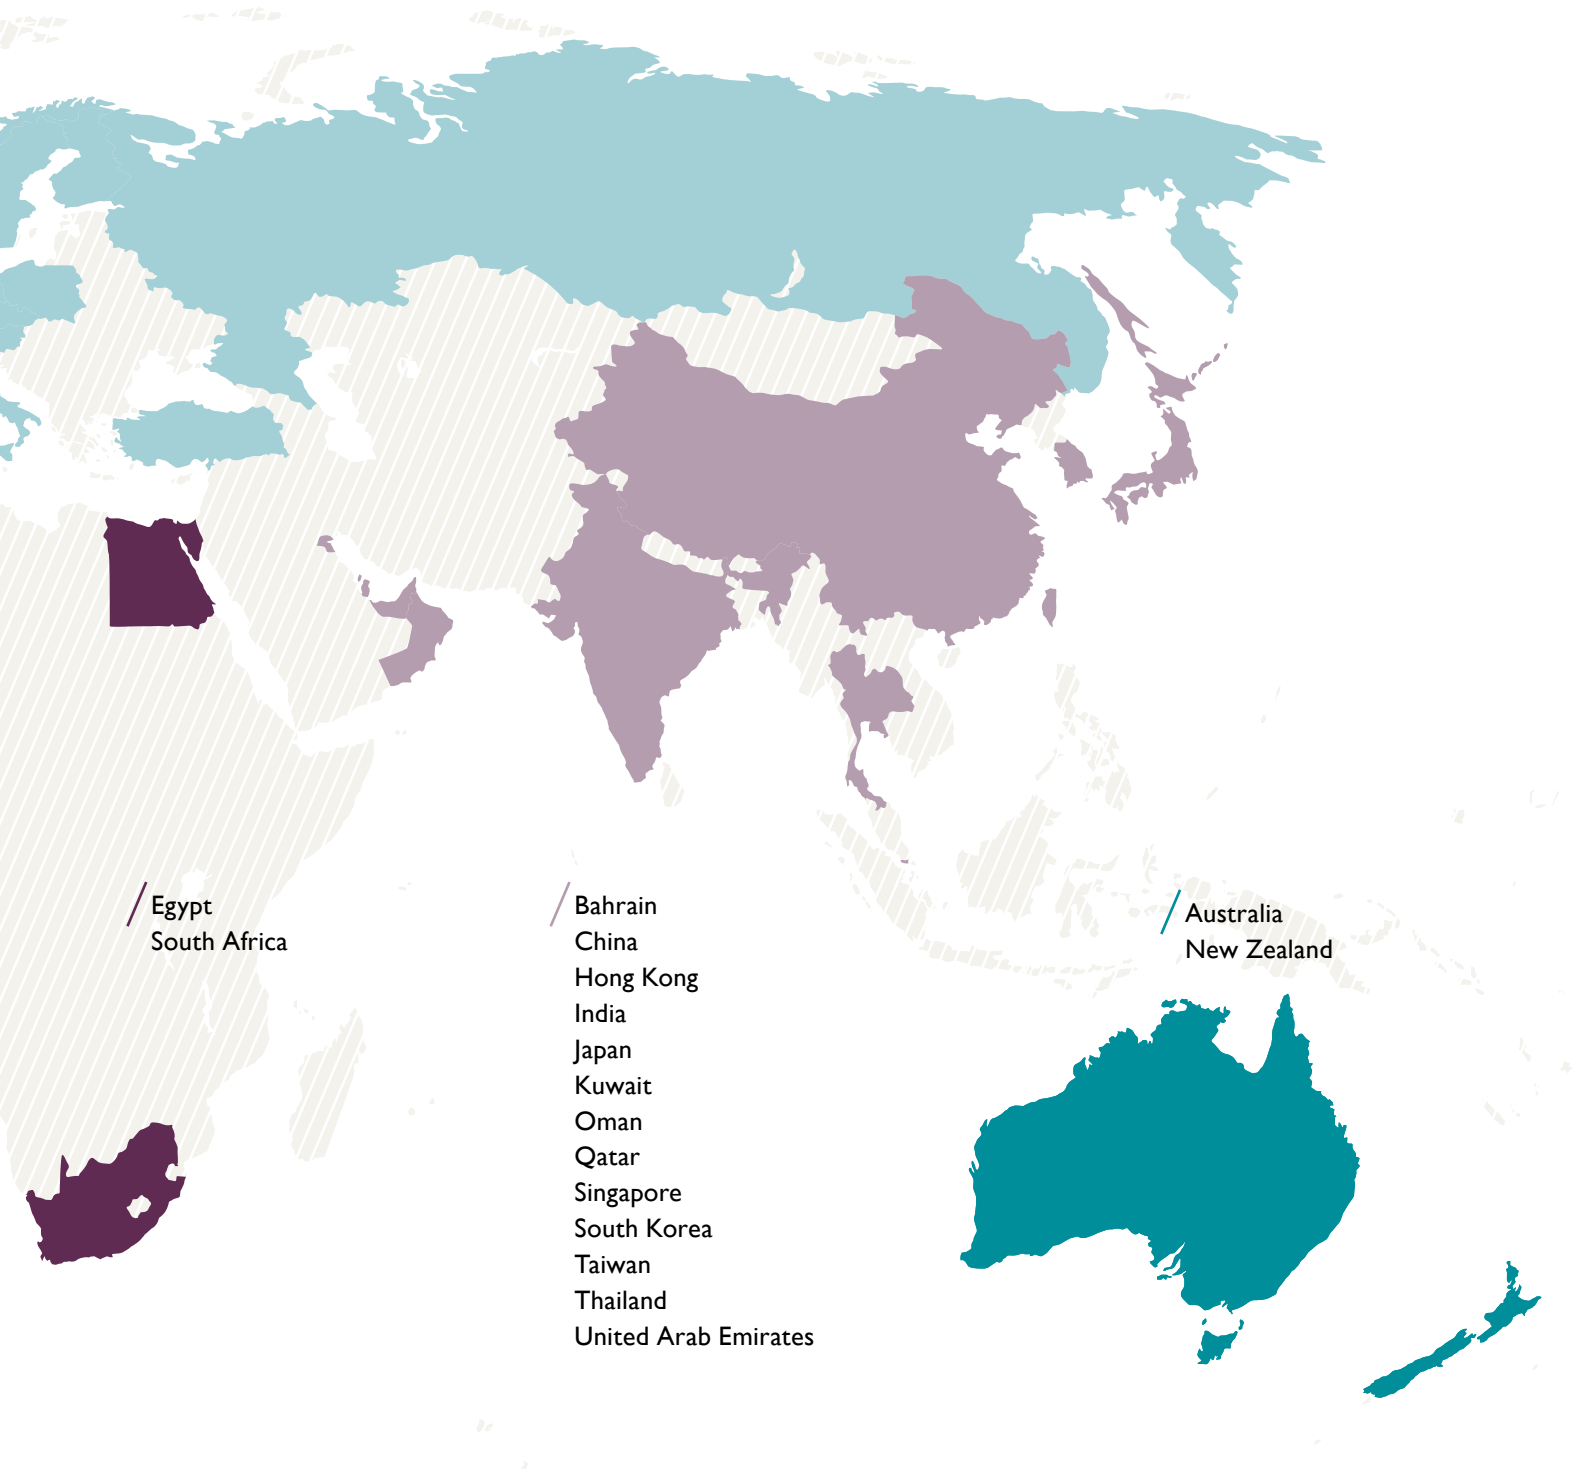 Egypt
South Africa
Bahrain
China
Hong Kong
India
Japan
Kuwait
Oman
Qatar
Singapore
South Korea
Taiwan
Thailand
United Arab Emirates
Australia
New Zealand